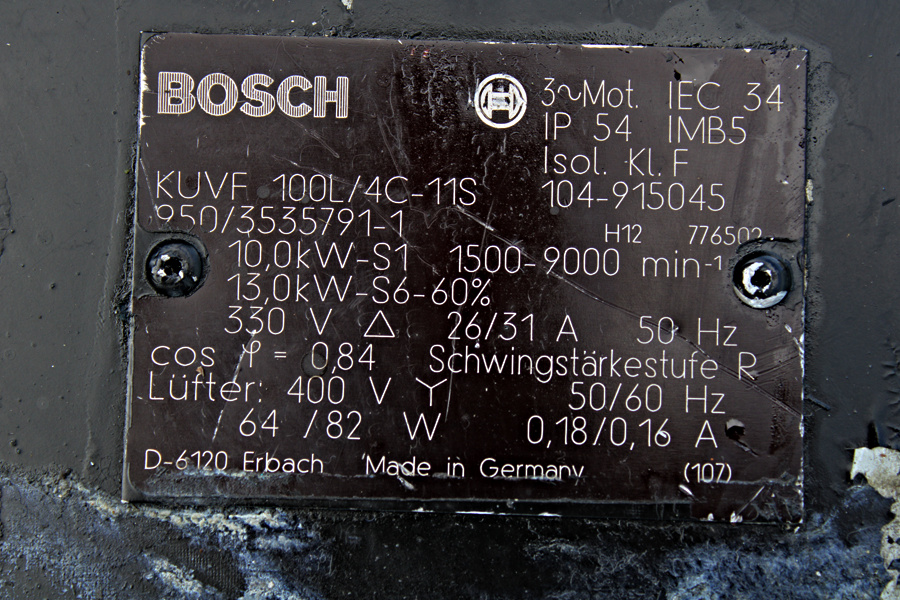 BOSCH
3~Mot. IEC 34
IP 54 IMB5
Isol. Kl. F
KUVF 100L/4C-11S 104-915045
950/3535791-1
H12 776502
10,0kW-S1 1500-9000 min-1
13,0kW-S6-60%
330 V △ 26/31 A 50 Hz
cos φ = 0,84 Schwingstärkestufe R
Lüfter: 400 V Y 50/60 Hz
64 /82 W 0,18/0,16 A
D-6120 Erbach Made in Germany (107)